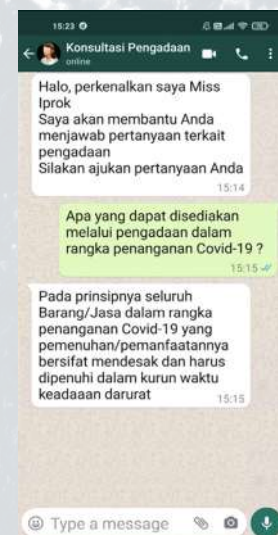 15:23
Konsultasi Pengadaan
online
Halo, perkenalkan saya Miss
Iprok
Saya akan membantu Anda
menjawab pertanyaan terkait
pengadaan
Silakan ajukan pertanyaan Anda
15:14
Apa yang dapat disediakan
melalui pengadaan dalam
rangka penanganan Covid-19 ?
15:15
Pada prinsipnya seluruh
Barang/Jasa dalam rangka
penanganan Covid-19 yang
pemenuhan/pemanfaatannya
bersifat mendesak dan harus
dipenuhi dalam kurun waktu
keadaaan darurat
15:15
Type a message